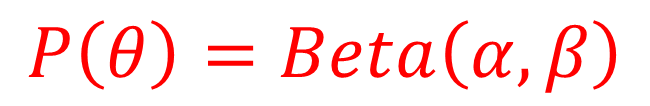 P(θ) = Beta(α, β)